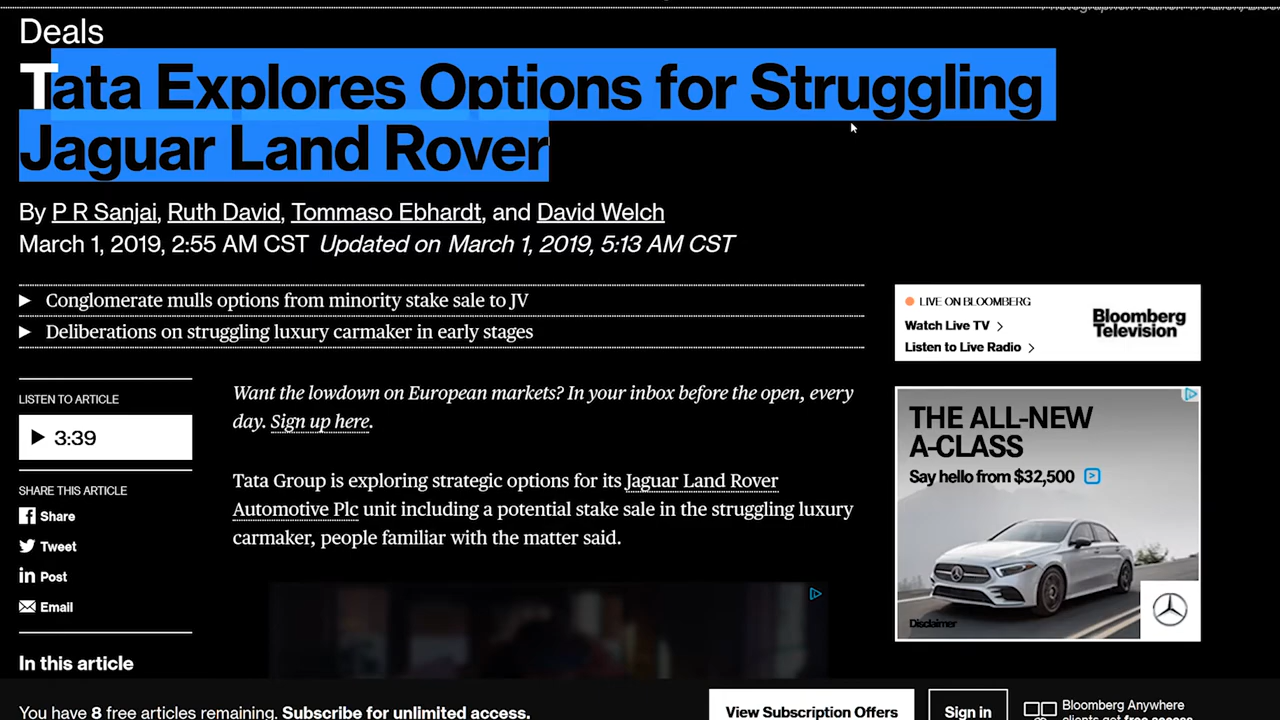 Deals
Tata Explores Options for Struggling
Jaguar Land Rover
By P R Sanjai, Ruth David, Tommaso Ebhardt, and David Welch
March 1, 2019, 2:55 AM CST Updated on March 1, 2019, 5:13 AM CST
Conglomerate mulls options from minority stake sale to JV
Deliberations on struggling luxury carmaker in early stages
LIVE ON BLOOMBERG
Watch Live TV
Listen to Live Radio
Bloomberg
Television
LISTEN TO ARTICLE
3:39
SHARE THIS ARTICLE
Share
Tweet
Post
Email
In this article
Want the lowdown on European markets? In your inbox before the open, every
day. Sign up here.
Tata Group is exploring strategic options for its Jaguar Land Rover
Automotive Plc unit including a potential stake sale in the struggling luxury
carmaker, people familiar with the matter said.
THE ALL-NEW
A-CLASS
Say hello from $32,500
Disclaimer
You have 8 free articles remaining. Subscribe for unlimited access.
View Subscription Offers
Sign in
Bloomberg Anywhere
clients get free access